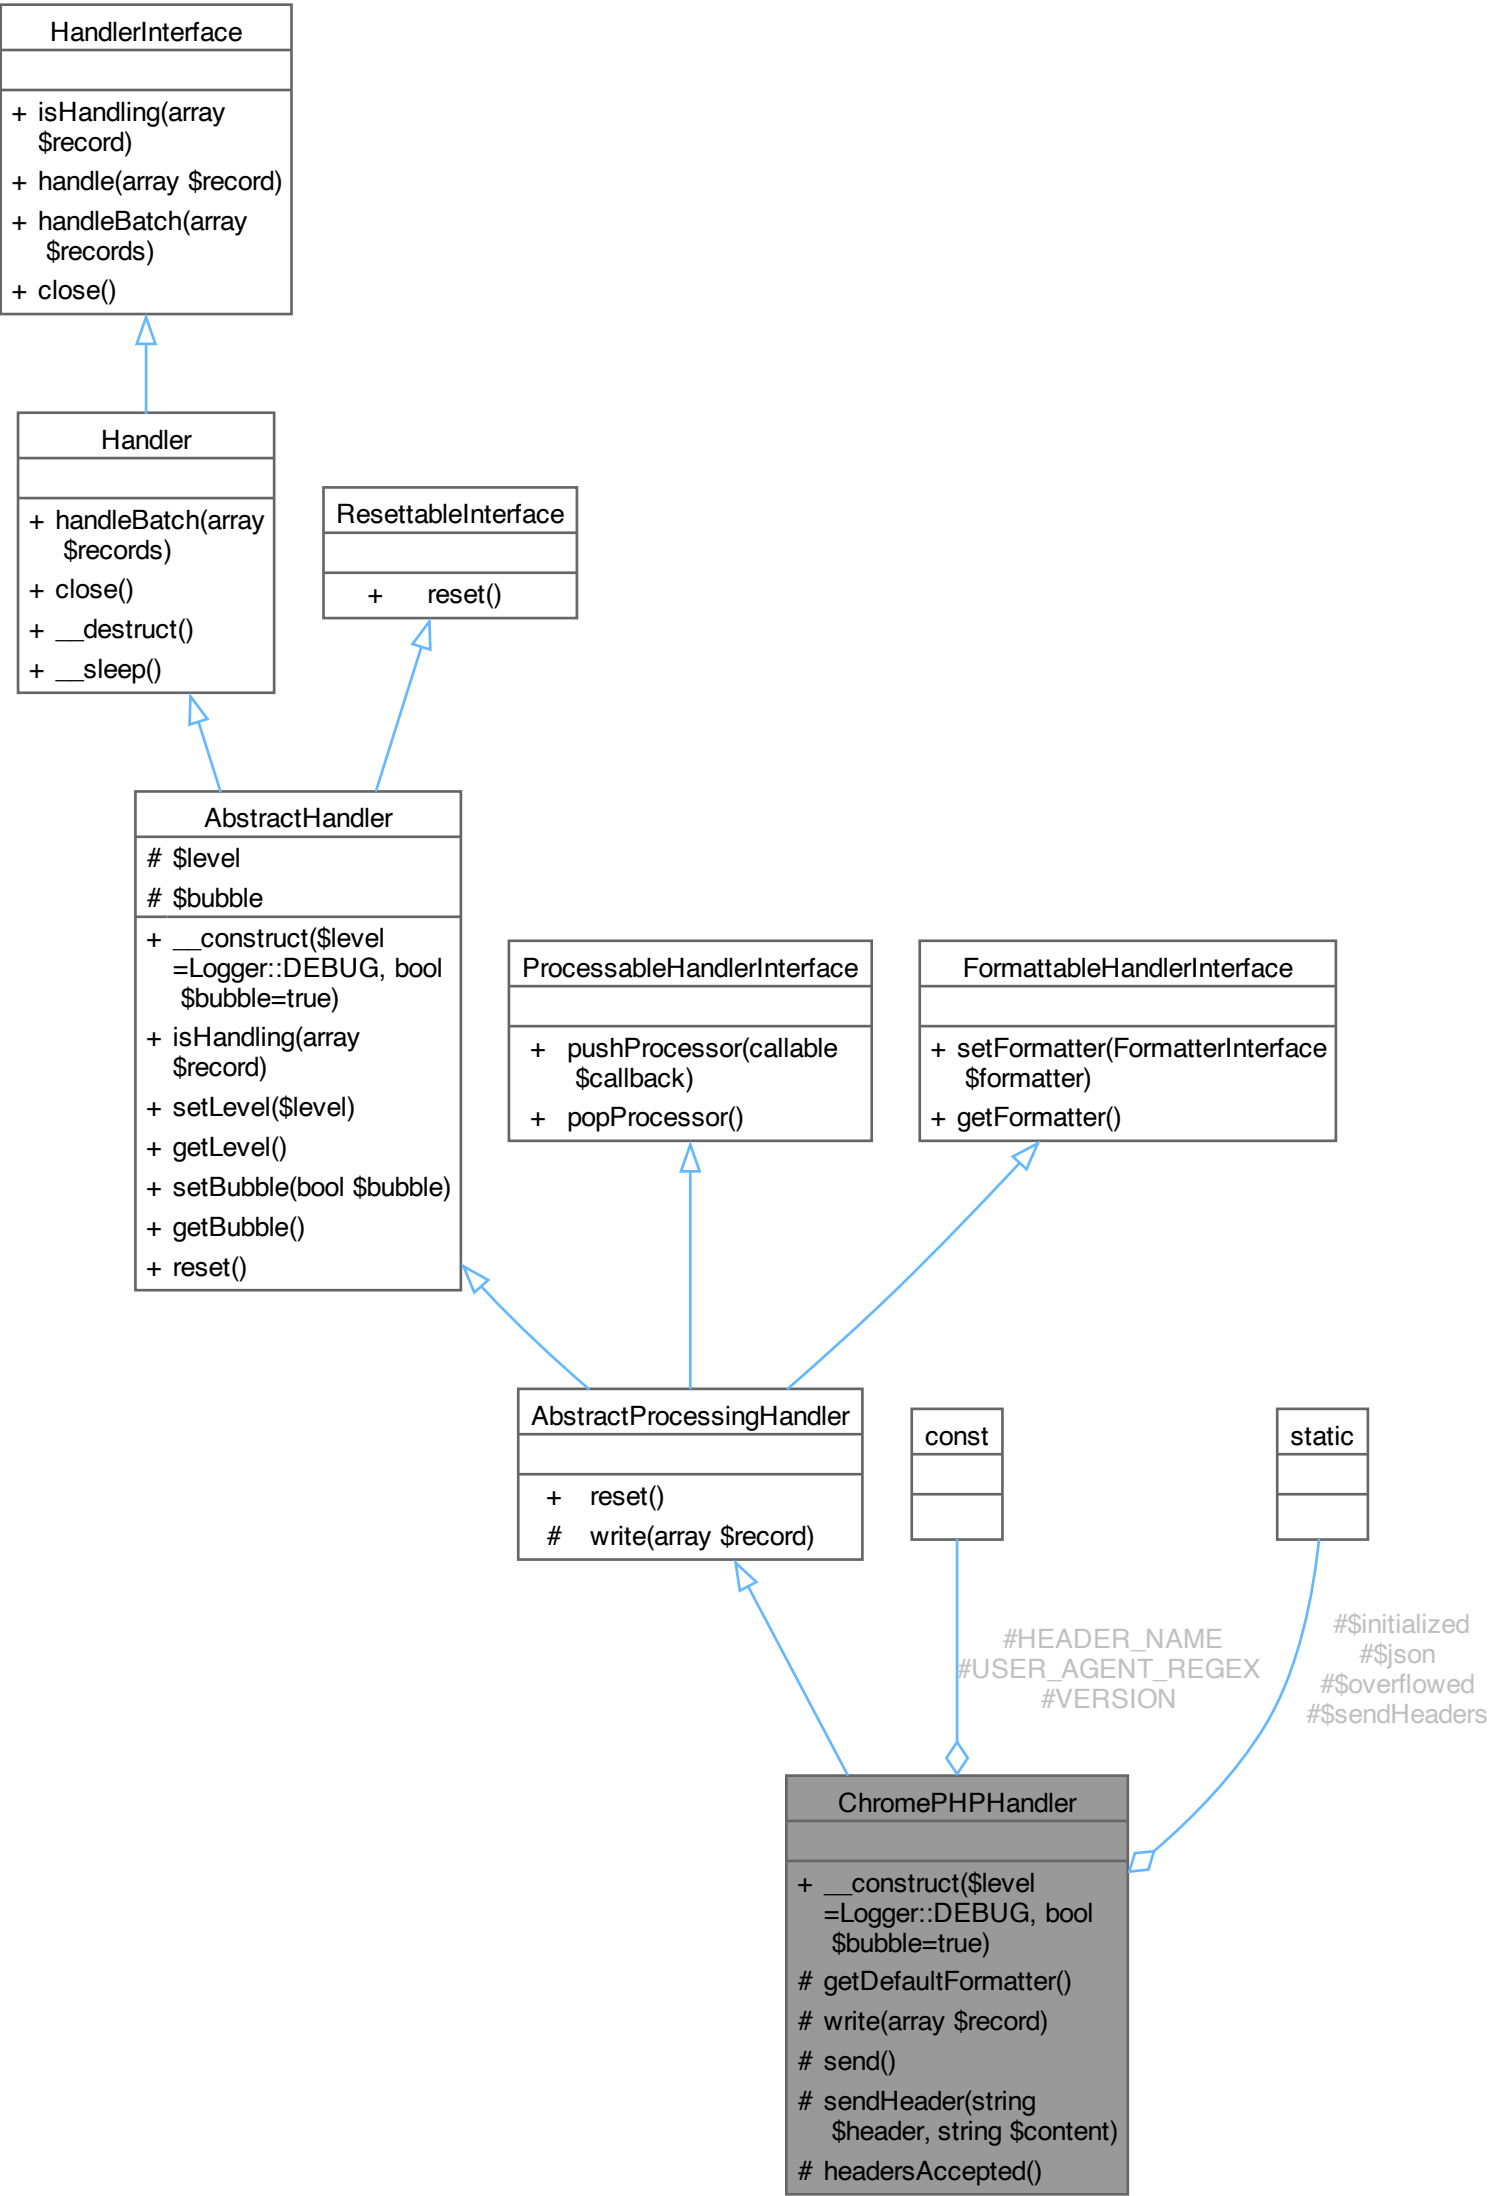 HandlerInterface
+ isHandling(array
$record)
+ handle(array $record)
+ handleBatch(array
$records)
+ close()
Handler
+ handleBatch(array
$records)
+ close()
+ __destruct()
+ __sleep()
ResettableInterface
+ reset()
AbstractHandler
# $level
# $bubble
+ __construct($level
=Logger::DEBUG, bool
$bubble=true)
+ isHandling(array
$record)
+ setLevel($level)
+ getLevel()
+ setBubble(bool $bubble)
+ getBubble()
+ reset()
ProcessableHandlerInterface
+ pushProcessor(callable
$callback)
+ popProcessor()
FormattableHandlerInterface
+ setFormatter(FormatterInterface
$formatter)
+ getFormatter()
AbstractProcessingHandler
+ reset()
# write(array $record)
const
static
#HEADER_NAME
#USER_AGENT_REGEX
#VERSION
#$initialized
#$json
#$overflowed
#$sendHeaders
ChromePHPHandler
+ __construct($level
=Logger::DEBUG, bool
$bubble=true)
# getDefaultFormatter()
# write(array $record)
# send()
# sendHeader(string
$header, string $content)
# headersAccepted()